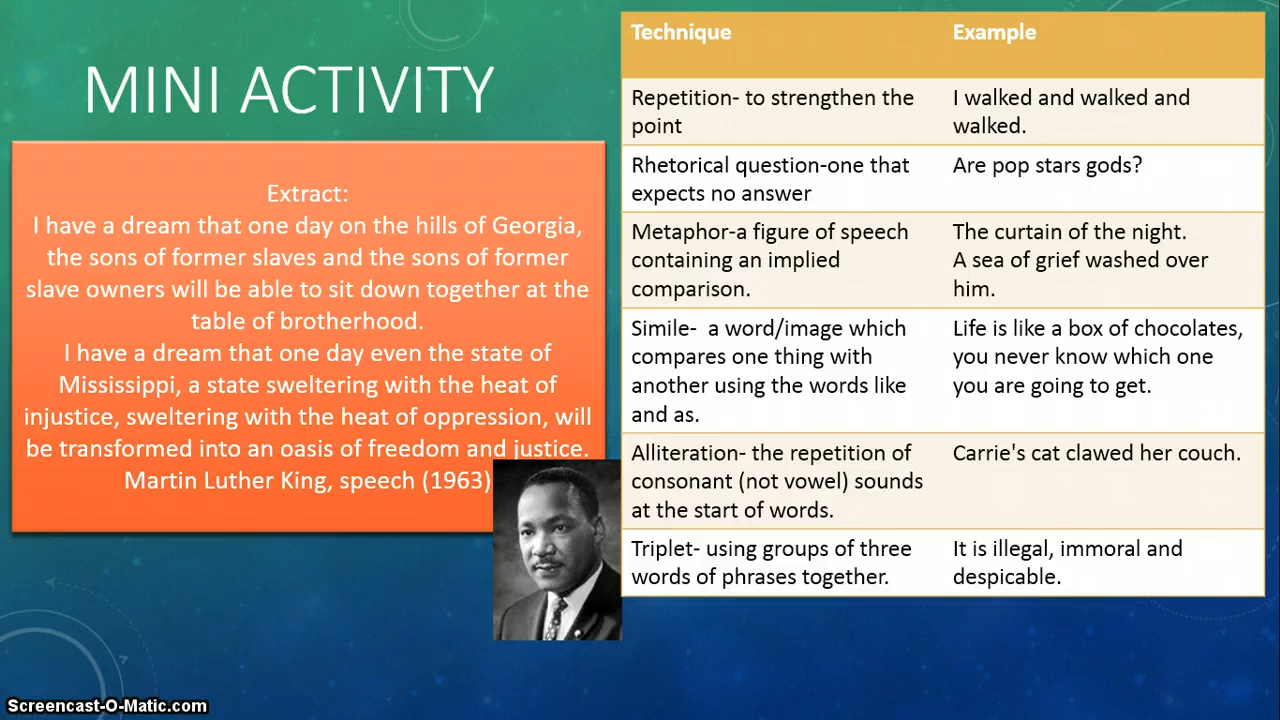 MINI ACTIVITY
Extract:
I have a dream that one day on the hills of Georgia,
the sons of former slaves and the sons of former
slave owners will be able to sit down together at the
table of brotherhood.
I have a dream that one day even the state of
Mississippi, a state sweltering with the heat of
injustice, sweltering with the heat of oppression, will
be transformed into an oasis of freedom and justice.
Martin Luther King, speech (1963)
Technique Example
Repetition- to strengthen the I walked and walked and
point walked.
Rhetorical question-one that Are pop stars gods?
expects no answer
Metaphor-a figure of speech The curtain of the night.
containing an implied A sea of grief washed over
comparison. him.
Simile- a word/image which Life is like a box of chocolates,
compares one thing with you never know which one
another using the words like you are going to get.
and as.
Alliteration- the repetition of Carrie's cat clawed her couch.
consonant (not vowel) sounds
at the start of words.
Triplet- using groups of three It is illegal, immoral and
words of phrases together. despicable.
Screencast-O-Matic.com